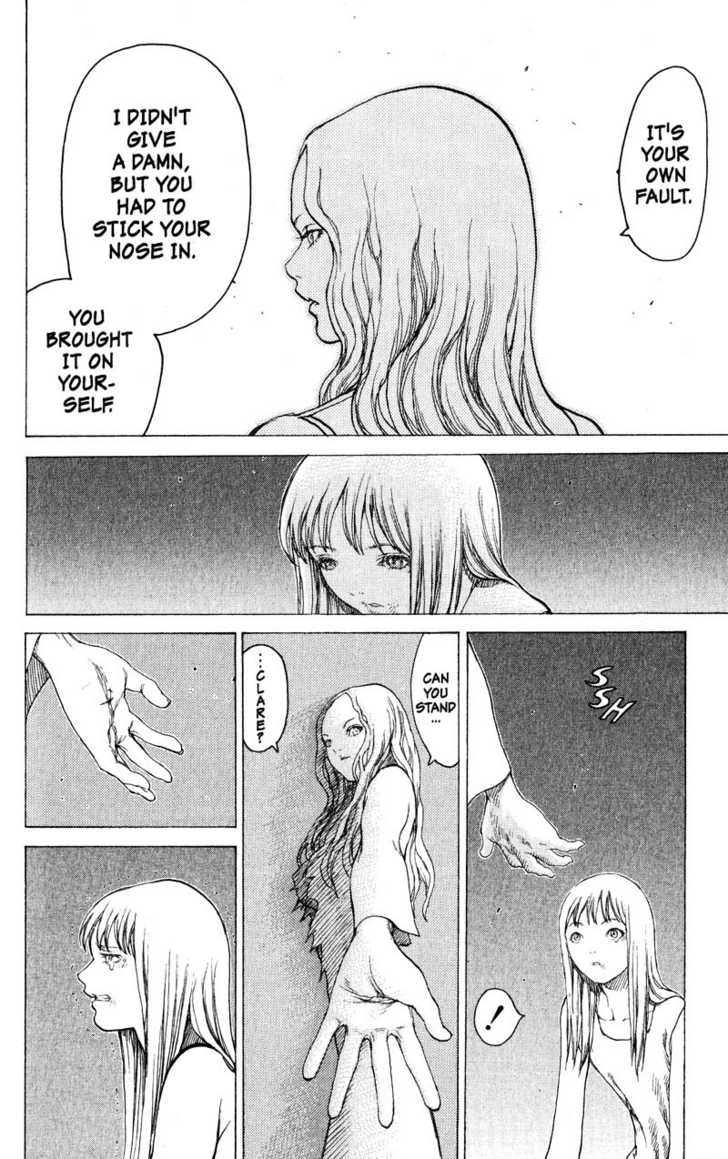 IT'S
YOUR
OWN
FAULT.
I DIDN'T
GIVE
A DAMN,
BUT YOU
HAD TO
STICK YOUR
NOSE IN.
YOU
BROUGHT
IT ON
YOUR-
SELF.
SSH
!
CAN
YOU
STAND
...
...CLARE?